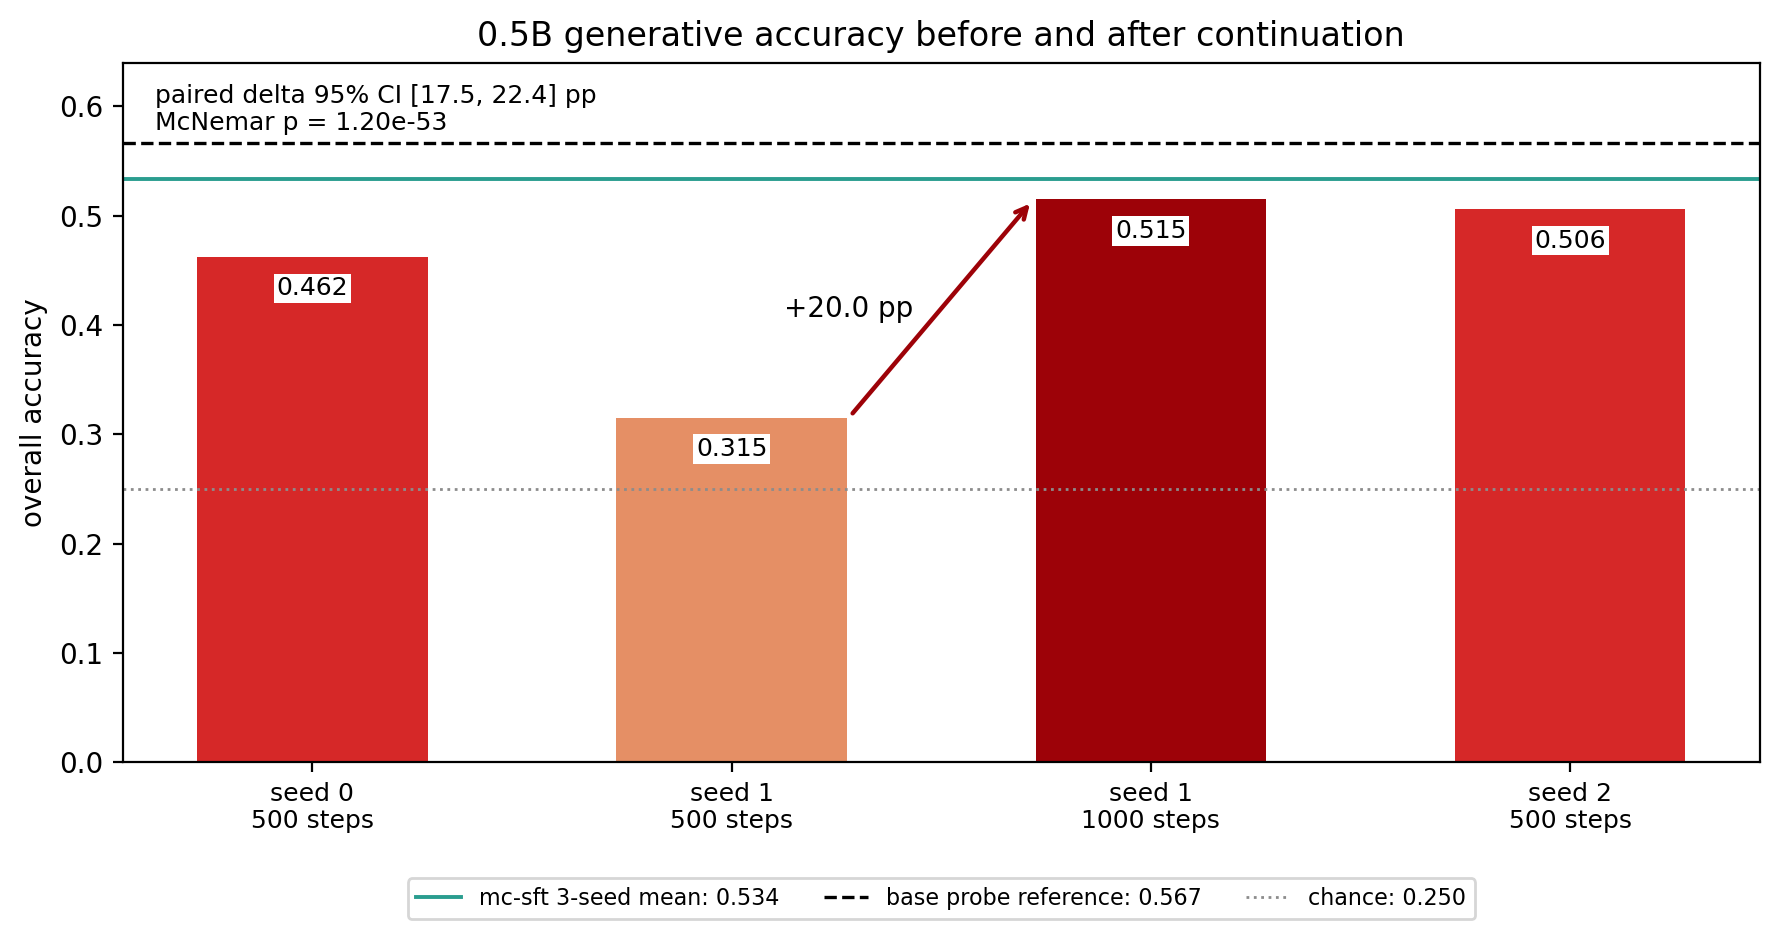 0.5B generative accuracy before and after continuation
paired delta 95% CI [17.5, 22.4] pp
McNemar p = 1.20e-53
overall accuracy
0.6
0.5
0.4
0.3
0.2
0.1
0.0
0.462
0.315
+20.0 pp
0.515
0.506
seed 0
500 steps
seed 1
500 steps
seed 1
1000 steps
seed 2
500 steps
mc-sft 3-seed mean: 0.534
base probe reference: 0.567
chance: 0.250